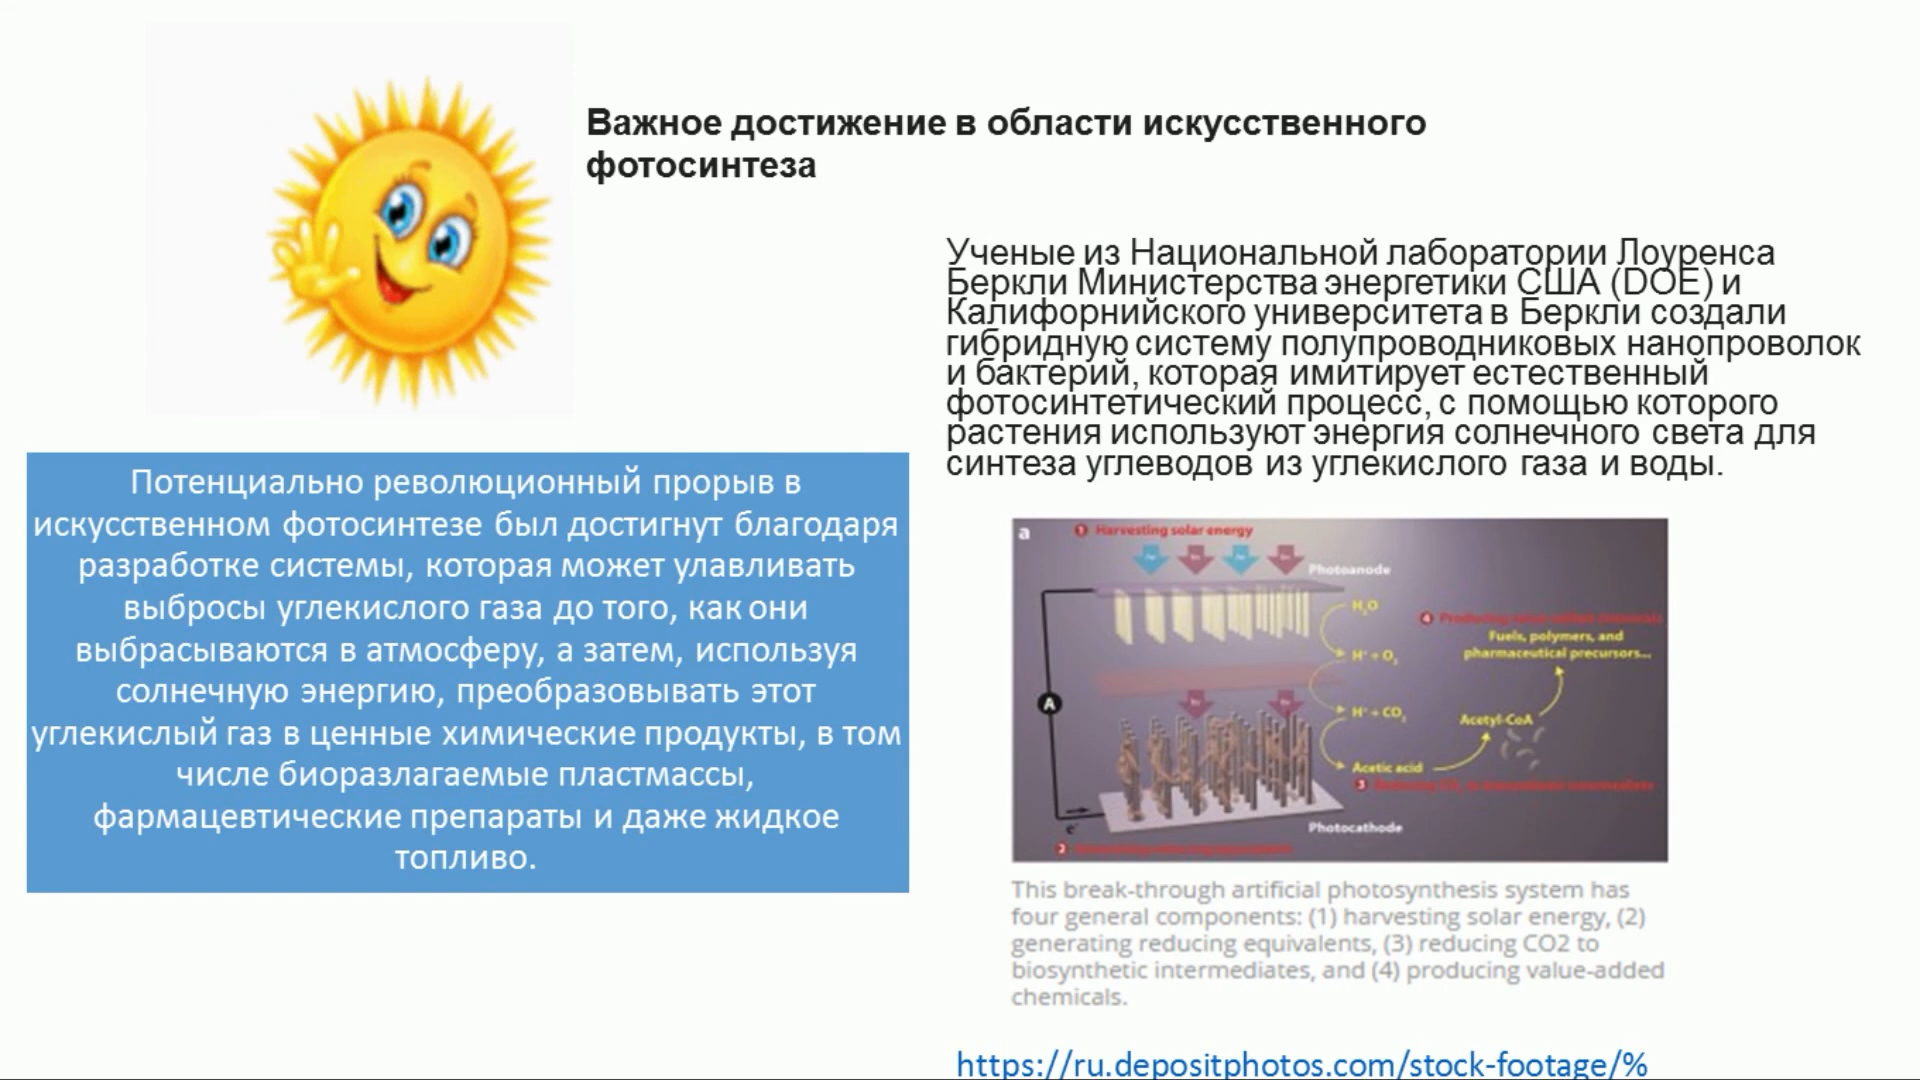 Важное достижение в области искусственного
фотосинтеза
Ученые из Национальной лаборатории Лоуренса
Беркли Министерства энергетики США (DOE) и
Калифорнийского университета в Беркли создали
гибридную систему полупроводниковых нанопроволок
и бактерий, которая имитирует естественный
фотосинтетический процесс, с помощью которого
растения используют энергия солнечного света для
синтеза углеводов из углекислого газа и воды.
Потенциально революционный прорыв в
искусственном фотосинтезе был достигнут благодаря
разработке системы, которая может улавливать
выбросы углекислого газа до того, как они
выбрасываются в атмосферу, а затем, используя
солнечную энергию, преобразовывать этот
углекислый газ в ценные химические продукты, в том
числе биоразлагаемые пластмассы,
фармацевтические препараты и даже жидкое
топливо.
a
1 Harvesting solar energy
Photoanode
H₂O
4
Fuels, polymers, and
pharmaceutical precursors...
H⁺ + O₂
A
H⁺ + CO₂
Acetyl-CoA
Acetic acid
3
Photocathode
e⁻
2
This break-through artificial photosynthesis system has
four general components: (1) harvesting solar energy, (2)
generating reducing equivalents, (3) reducing CO2 to
biosynthetic intermediates, and (4) producing value-added
chemicals.
https://ru.depositphotos.com/stock-footage/%